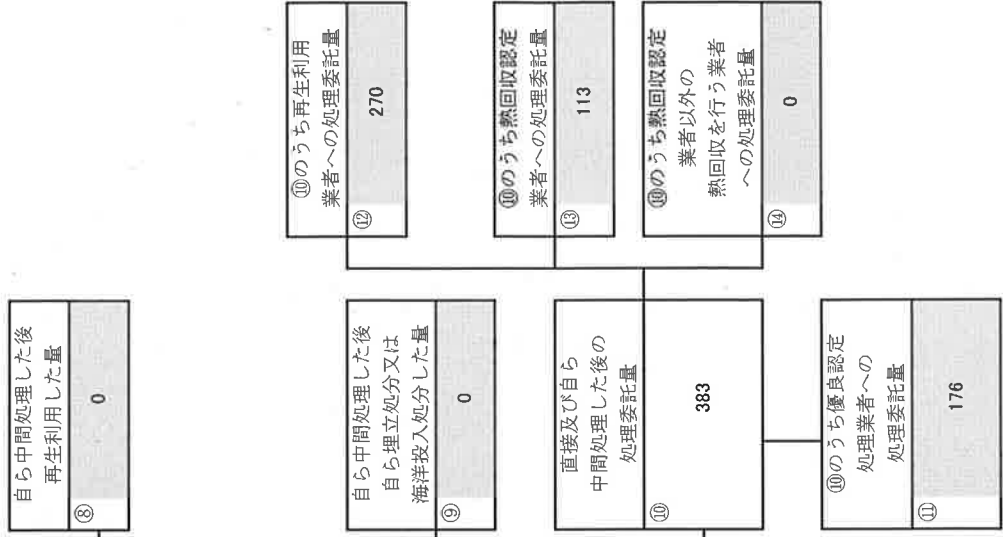 自ら中間処理した後
再生利用した量
⑧
0
自ら中間処理した後
自ら埋立処分又は
海洋投入処分した量
⑨
0
直接及び自ら
中間処理した後の
処理委託量
⑩
383
⑩のうち優良認定
処理業者への
処理委託量
⑪
176
⑩のうち再生利用
業者への処理委託量
⑫
270
⑩のうち熱回収認定
業者への処理委託量
⑬
113
⑩のうち熱回収認定
業者以外の
熱回収を行う業者
への処理委託量
⑭
0